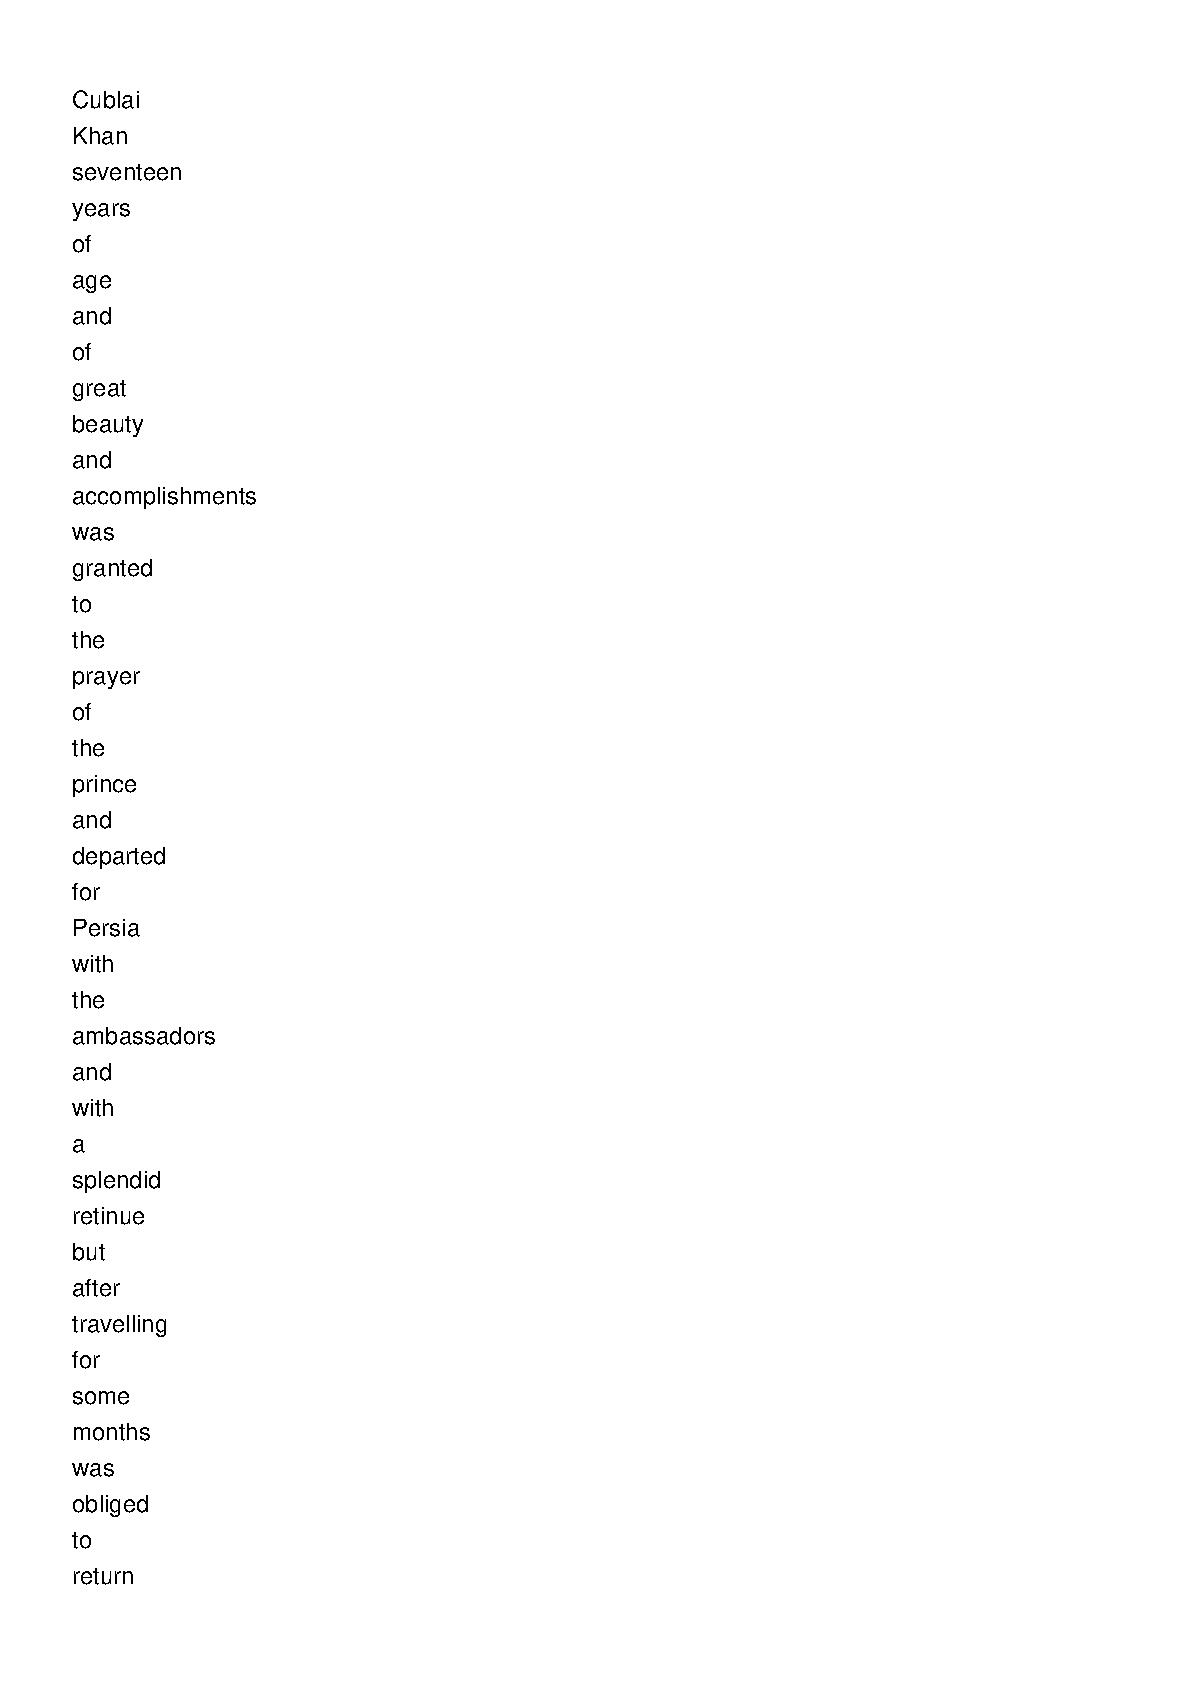 Cublai
Khan
seventeen
years
of
age
and
of
great
beauty
and
accomplishments
was
granted
to
the
prayer
of
the
prince
and
departed
for
Persia
with
the
ambassadors
and
with
a
splendid
retinue
but
after
travelling
for
some
months
was
obliged
to
return